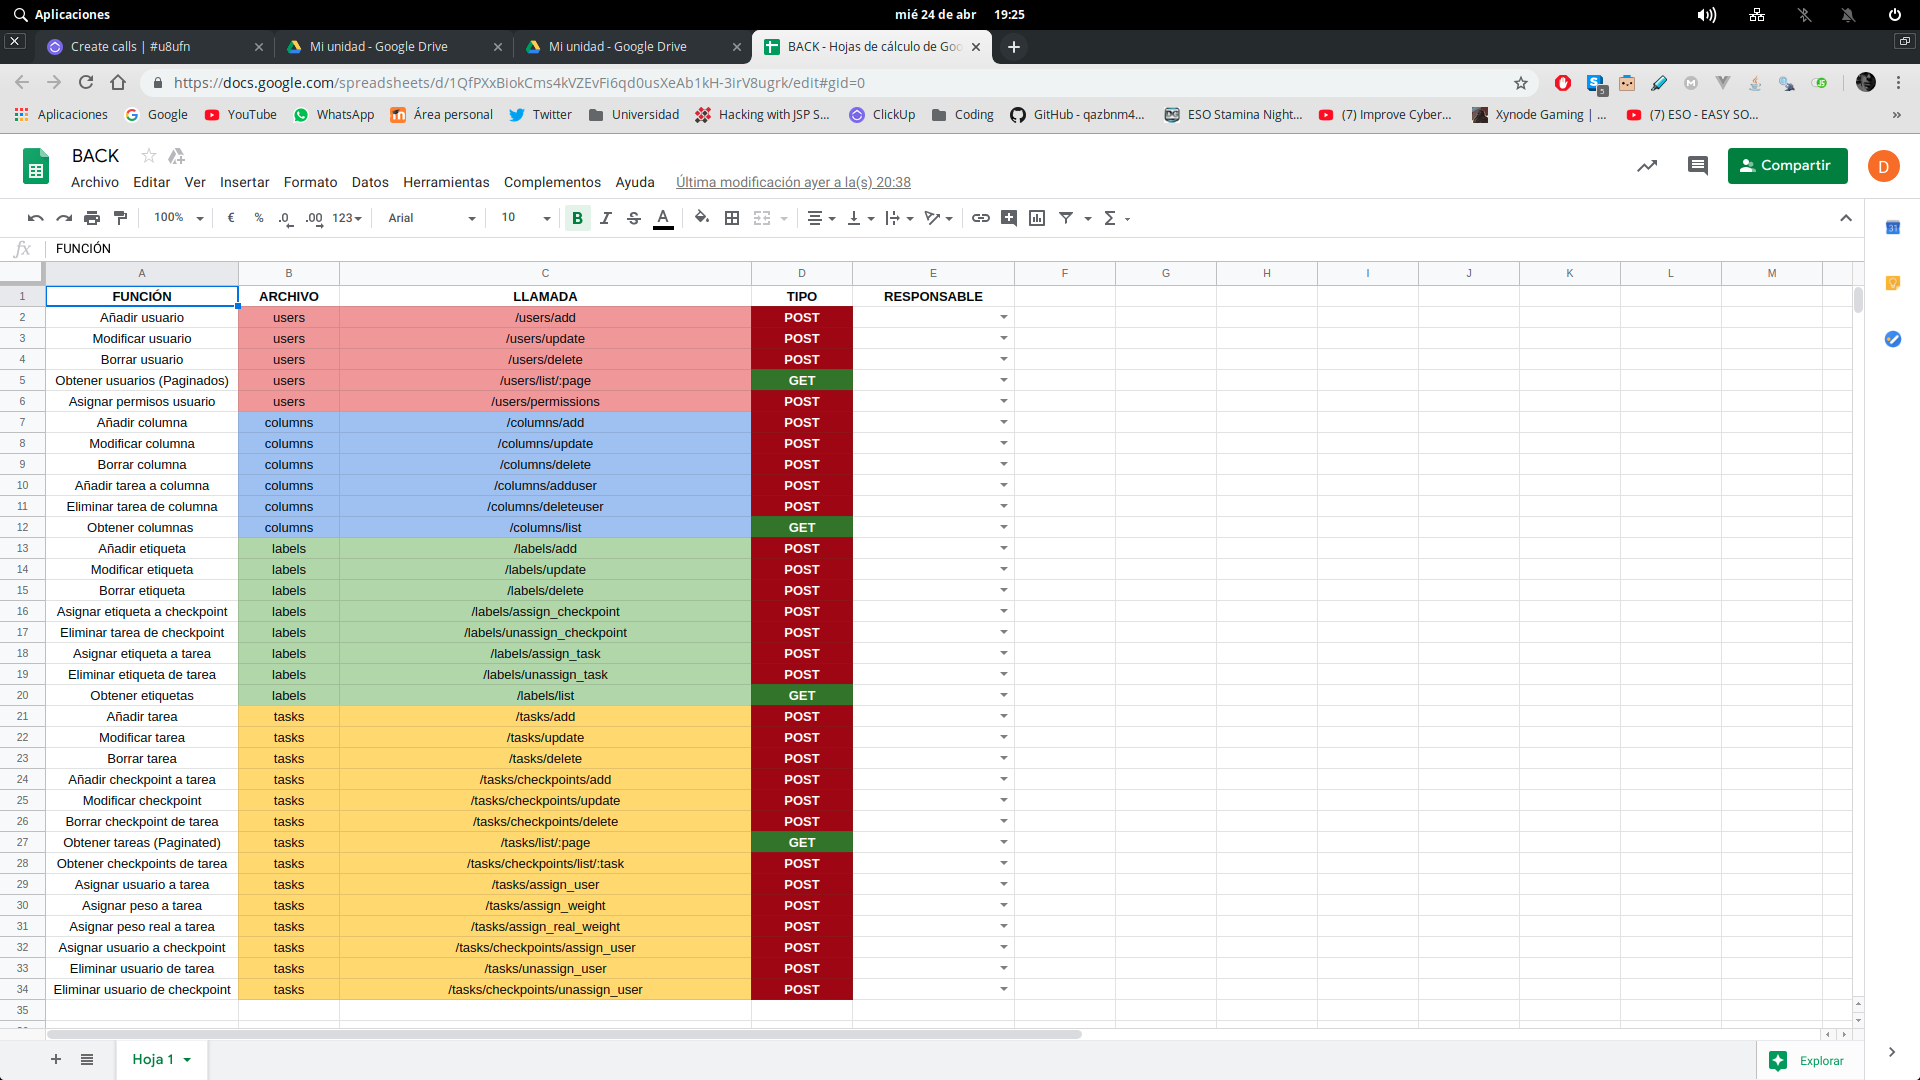 Aplicaciones mié 24 de abr 19:25
Create calls | #u8ufn Mi unidad - Google Drive Mi unidad - Google Drive BACK - Hojas de cálculo de Goo
https://docs.google.com/spreadsheets/d/1QfPXxBiokCms4kVZEvFi6qd0usXeAb1kH-3irV8ugrk/edit#gid=0
Aplicaciones Google YouTube WhatsApp Área personal Twitter Universidad Hacking with JSP S... ClickUp Coding GitHub - qazbnm4... ESO Stamina Night... (7) Improve Cyber... Xynode Gaming | ... (7) ESO - EASY SO... »
BACK
Archivo Editar Ver Insertar Formato Datos Herramientas Complementos Ayuda Última modificación ayer a la(s) 20:38
Compartir D
100% € % .0 .00 123 Arial 10 B I S A Σ
fx FUNCIÓN
A B C D E F G H I J K L M
1 FUNCIÓN ARCHIVO LLAMADA TIPO RESPONSABLE
2 Añadir usuario users /users/add POST
3 Modificar usuario users /users/update POST
4 Borrar usuario users /users/delete POST
5 Obtener usuarios (Paginados) users /users/list/:page GET
6 Asignar permisos usuario users /users/permissions POST
7 Añadir columna columns /columns/add POST
8 Modificar columna columns /columns/update POST
9 Borrar columna columns /columns/delete POST
10 Añadir tarea a columna columns /columns/adduser POST
11 Eliminar tarea de columna columns /columns/deleteuser POST
12 Obtener columnas columns /columns/list GET
13 Añadir etiqueta labels /labels/add POST
14 Modificar etiqueta labels /labels/update POST
15 Borrar etiqueta labels /labels/delete POST
16 Asignar etiqueta a checkpoint labels /labels/assign_checkpoint POST
17 Eliminar tarea de checkpoint labels /labels/unassign_checkpoint POST
18 Asignar etiqueta a tarea labels /labels/assign_task POST
19 Eliminar etiqueta de tarea labels /labels/unassign_task POST
20 Obtener etiquetas labels /labels/list GET
21 Añadir tarea tasks /tasks/add POST
22 Modificar tarea tasks /tasks/update POST
23 Borrar tarea tasks /tasks/delete POST
24 Añadir checkpoint a tarea tasks /tasks/checkpoints/add POST
25 Modificar checkpoint tasks /tasks/checkpoints/update POST
26 Borrar checkpoint de tarea tasks /tasks/checkpoints/delete POST
27 Obtener tareas (Paginated) tasks /tasks/list/:page GET
28 Obtener checkpoints de tarea tasks /tasks/checkpoints/list/:task POST
29 Asignar usuario a tarea tasks /tasks/assign_user POST
30 Asignar peso a tarea tasks /tasks/assign_weight POST
31 Asignar peso real a tarea tasks /tasks/assign_real_weight POST
32 Asignar usuario a checkpoint tasks /tasks/checkpoints/assign_user POST
33 Eliminar usuario de tarea tasks /tasks/unassign_user POST
34 Eliminar usuario de checkpoint tasks /tasks/checkpoints/unassign_user POST
35
Hoja 1 Explorar